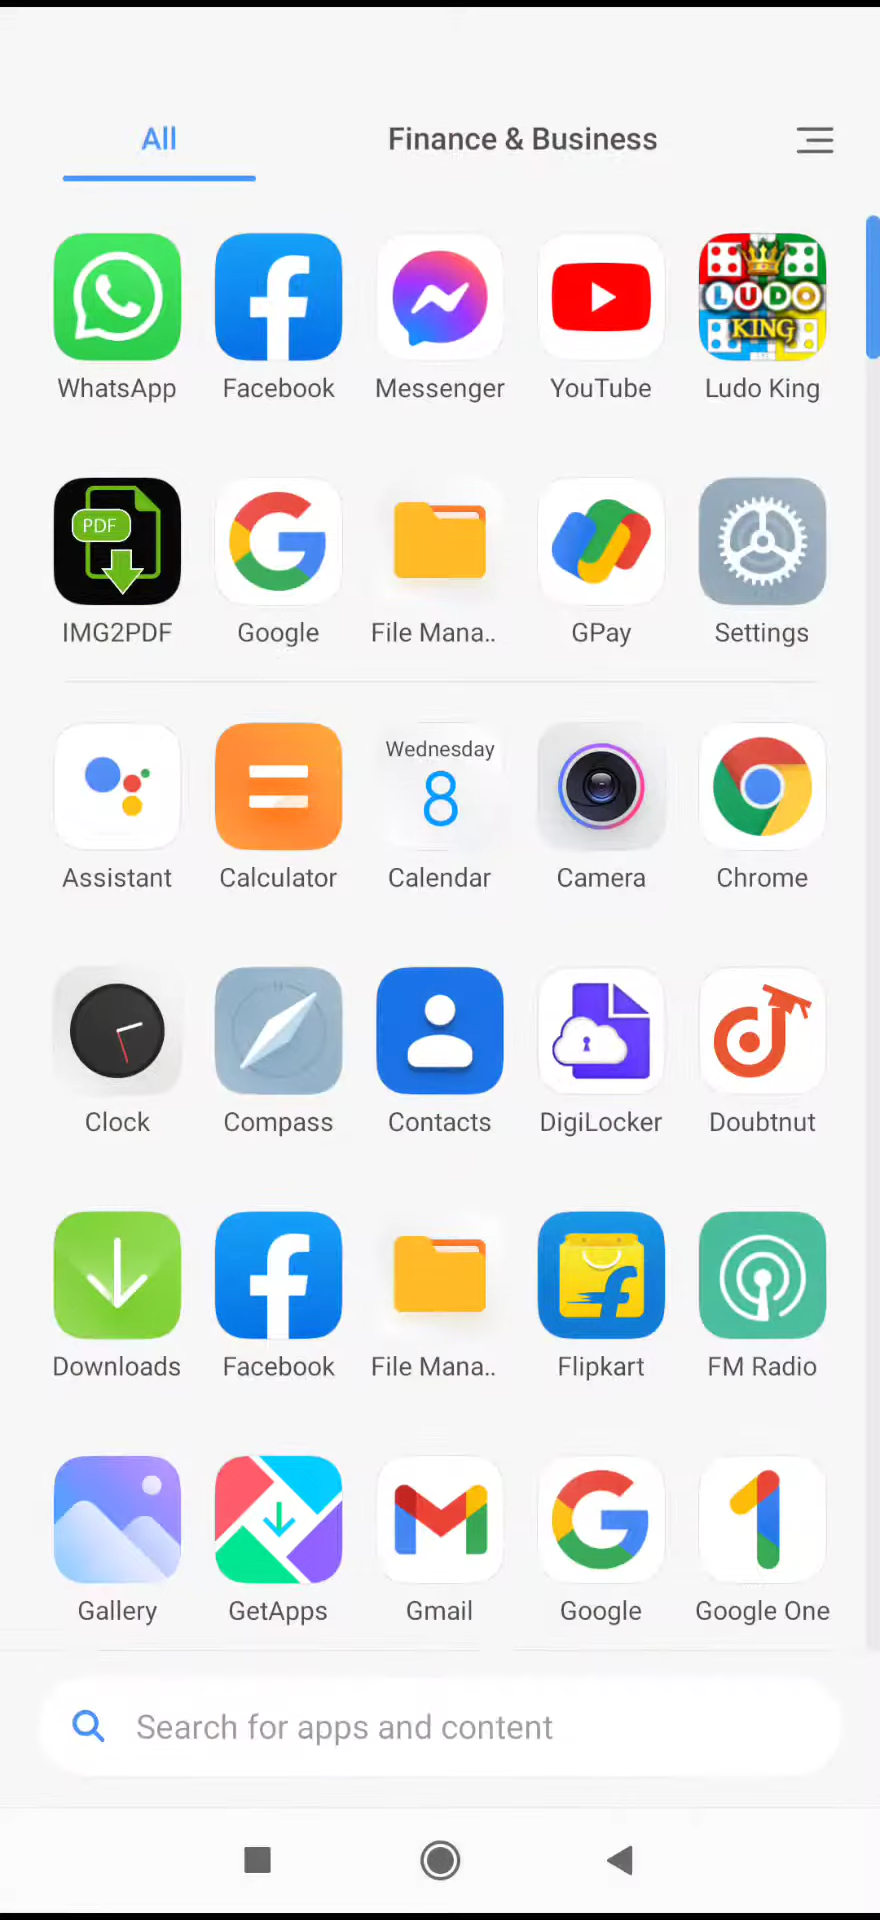 All Finance & Business
WhatsApp Facebook Messenger YouTube Ludo King
LUDO
KING
PDF
IMG2PDF Google File Mana.. GPay Settings
Wednesday
8
Assistant Calculator Calendar Camera Chrome
Clock Compass Contacts DigiLocker Doubtnut
Downloads Facebook File Mana.. Flipkart FM Radio
Gallery GetApps Gmail Google Google One
Search for apps and content